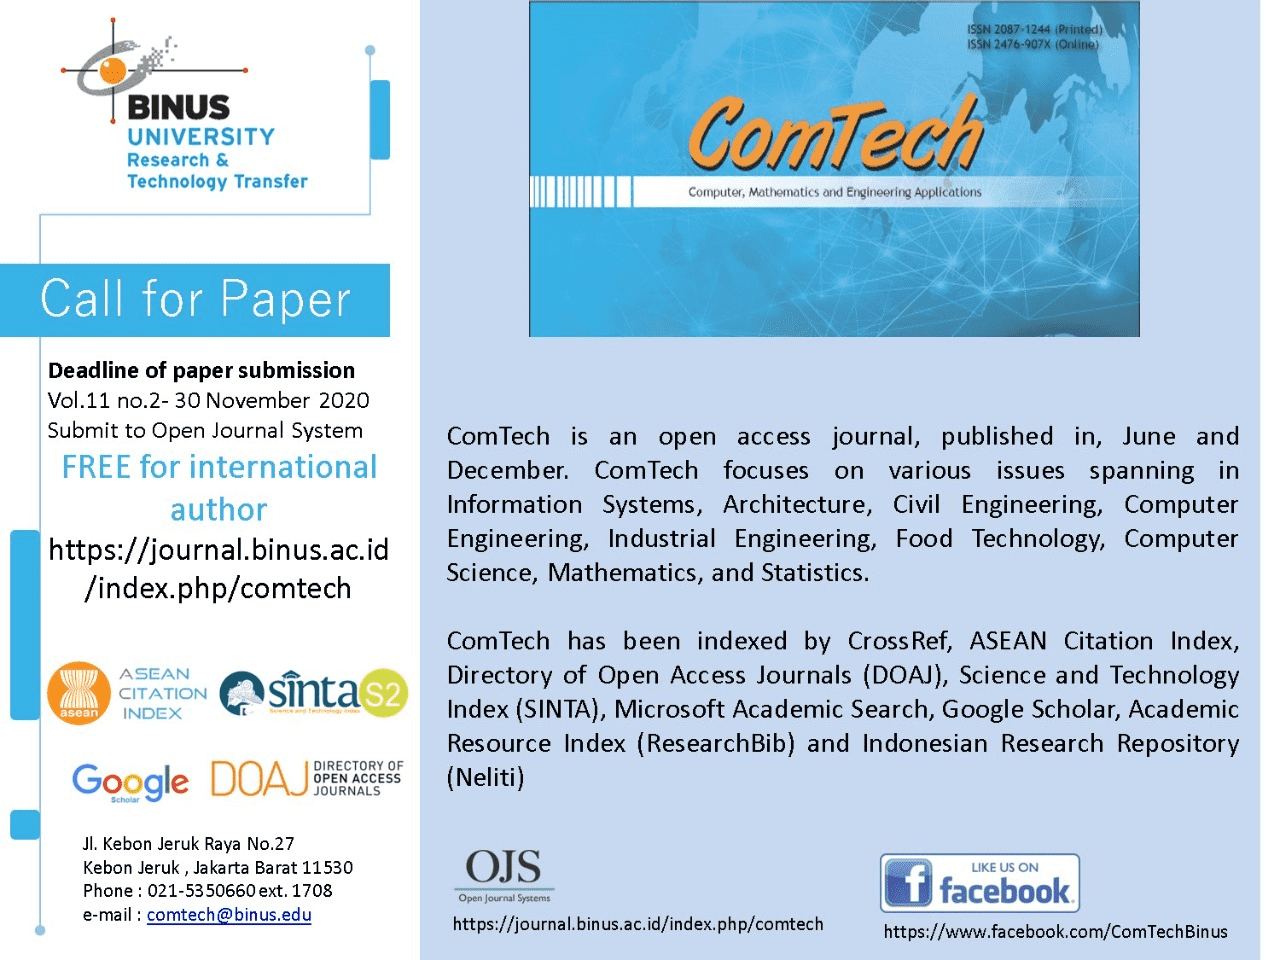 BINUS
UNIVERSITY
Research &
Technology Transfer
Call for Paper
Deadline of paper submission
Vol.11 no.2- 30 November 2020
Submit to Open Journal System
FREE for international
author
https://journal.binus.ac.id
/index.php/comtech
asean
ASEAN
CITATION
INDEX
sinta S2
Science and Technology Index
Google
Scholar
DOAJ
DIRECTORY OF
OPEN ACCESS
JOURNALS
Jl. Kebon Jeruk Raya No.27
Kebon Jeruk , Jakarta Barat 11530
Phone : 021-5350660 ext. 1708
e-mail : comtech@binus.edu
ISSN 2087-1244 (Printed)
ISSN 2476-907X (Online)
ComTech
Computer, Mathematics and Engineering Applications
ComTech is an open access journal, published in, June and
December. ComTech focuses on various issues spanning in
Information Systems, Architecture, Civil Engineering, Computer
Engineering, Industrial Engineering, Food Technology, Computer
Science, Mathematics, and Statistics.
ComTech has been indexed by CrossRef, ASEAN Citation Index,
Directory of Open Access Journals (DOAJ), Science and Technology
Index (SINTA), Microsoft Academic Search, Google Scholar, Academic
Resource Index (ResearchBib) and Indonesian Research Repository
(Neliti)
OJS
Open Journal Systems
https://journal.binus.ac.id/index.php/comtech
LIKE US ON
facebook
https://www.facebook.com/ComTechBinus